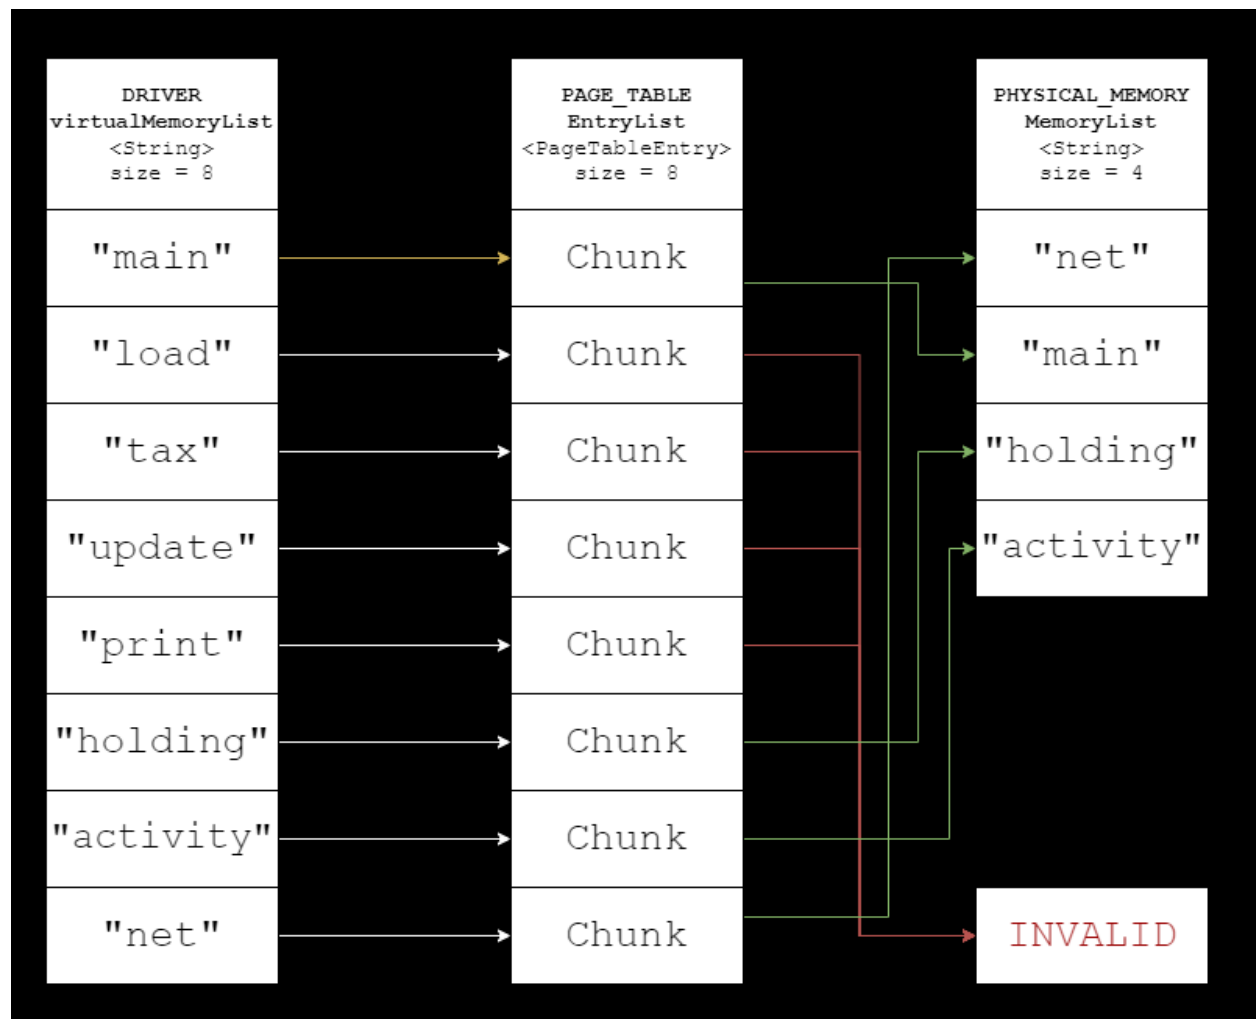 DRIVER
virtualMemoryList
<String>
size = 8
"main"
"load"
"tax"
"update"
"print"
"holding"
"activity"
"net"
PAGE_TABLE
EntryList
<PageTableEntry>
size = 8
Chunk
Chunk
Chunk
Chunk
Chunk
Chunk
Chunk
Chunk
PHYSICAL_MEMORY
MemoryList
<String>
size = 4
"net"
"main"
"holding"
"activity"
INVALID